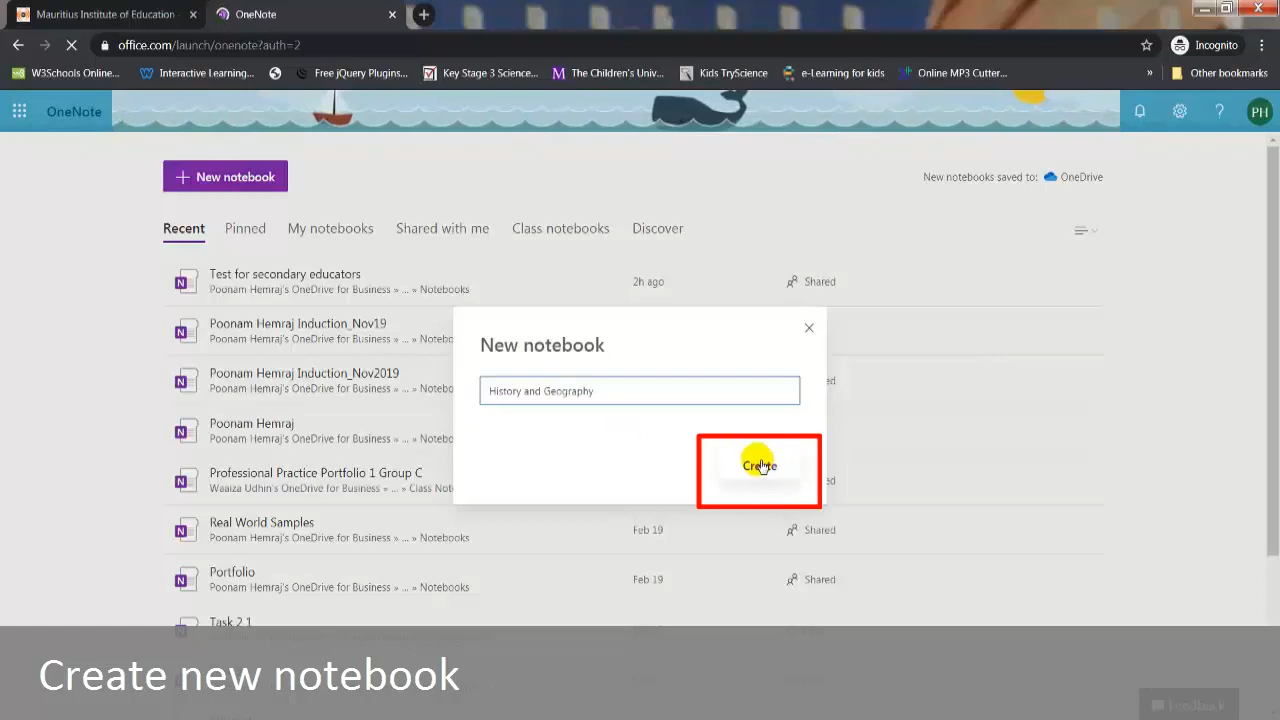 Mauritius Institute of Education
OneNote
office.com/launch/onenote?auth=2
Incognito
W3Schools Online...
Interactive Learning...
Free jQuery Plugins...
Key Stage 3 Science...
The Children's Univ...
Kids TryScience
e-Learning for kids
Online MP3 Cutter...
»
Other bookmarks
OneNote
?
PH
New notebook
New notebooks saved to: OneDrive
Recent Pinned My notebooks Shared with me Class notebooks Discover
Test for secondary educators
Poonam Hemraj's OneDrive for Business » ... » Notebooks
2h ago
Shared
Poonam Hemraj Induction_Nov19
Poonam Hemraj's OneDrive for Business » ... » Notebo
Poonam Hemraj Induction_Nov2019
Poonam Hemraj's OneDrive for Business » ... » Notebo
ed
Poonam Hemraj
Poonam Hemraj's OneDrive for Business » ... » Notebo
Professional Practice Portfolio 1 Group C
Waaiza Udhin's OneDrive for Business » ... » Class Not
ed
New notebook
History and Geography
Create
Real World Samples
Poonam Hemraj's OneDrive for Business » ... » Notebooks
Feb 19
Shared
Portfolio
Poonam Hemraj's OneDrive for Business » ... » Notebooks
Feb 19
Shared
Task 2.1
Create new notebook
Feedback